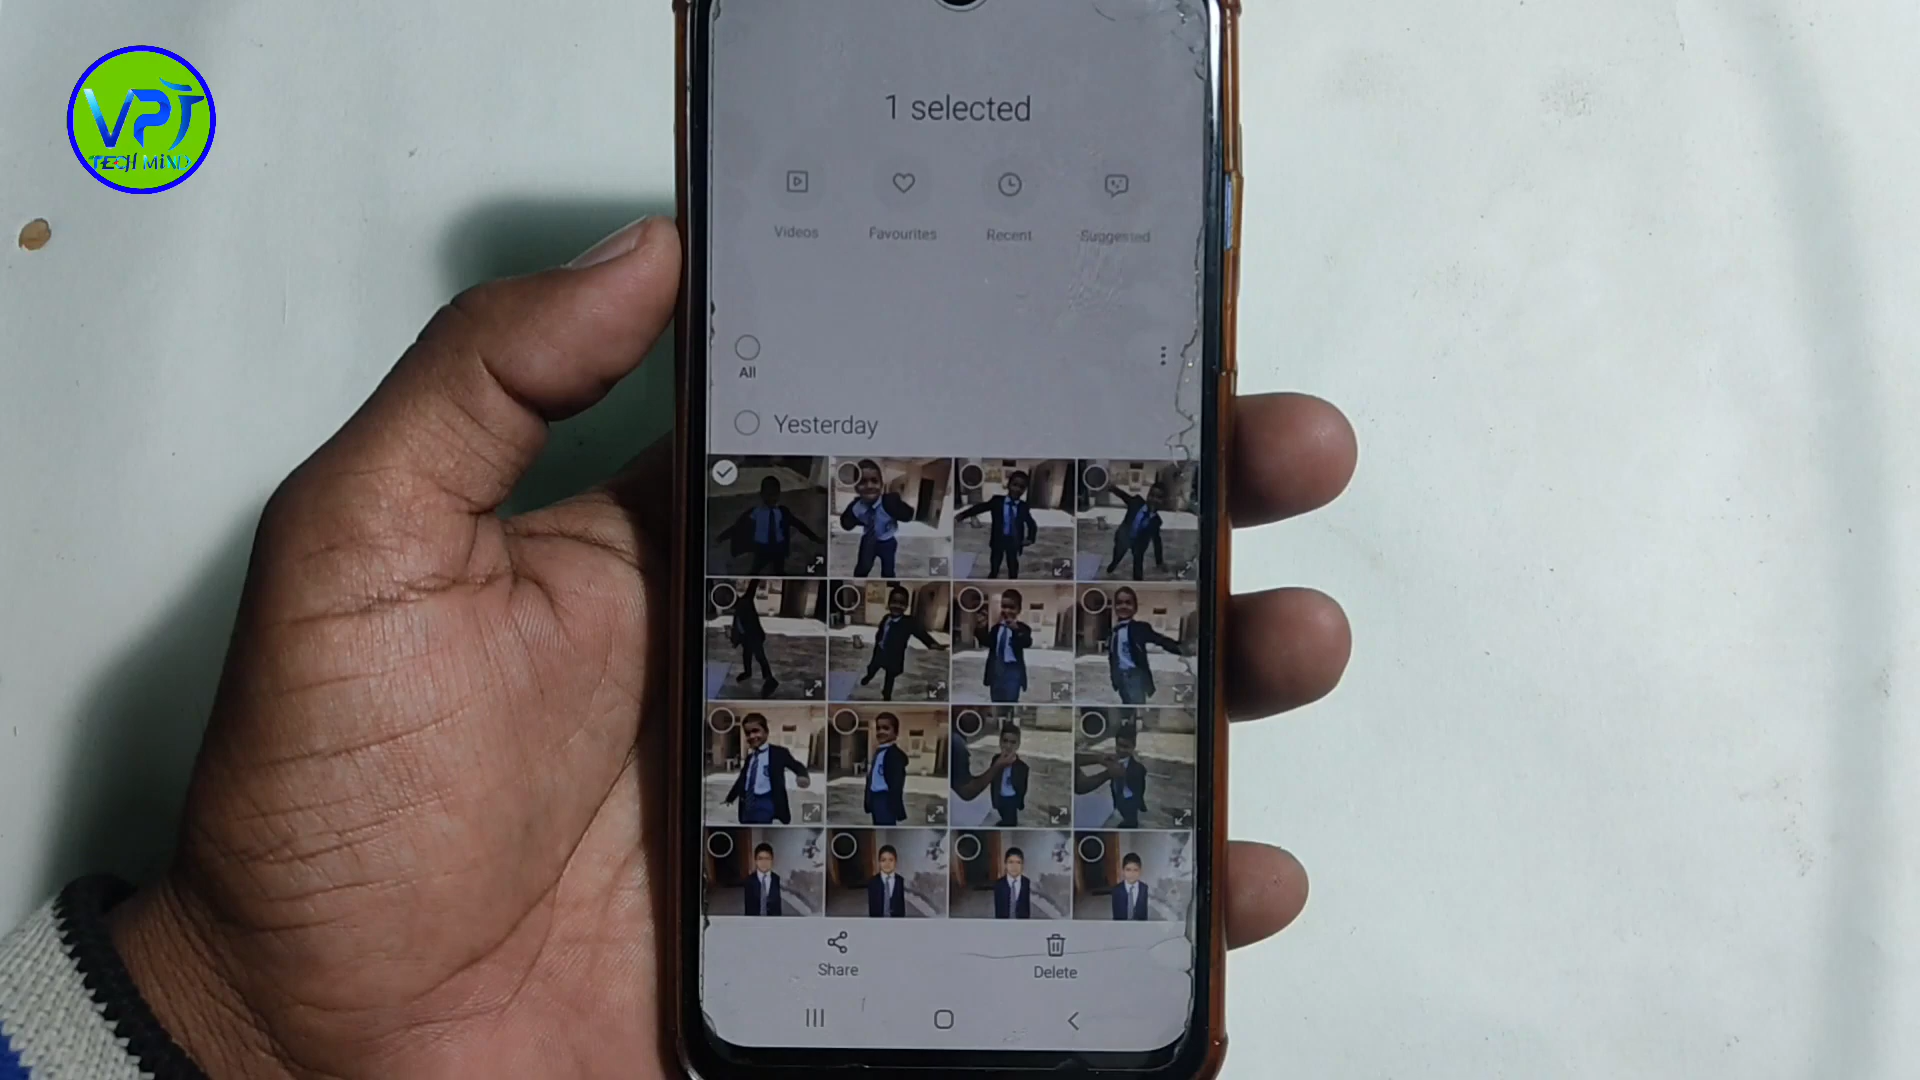 VPT
TECH MIND
1 selected
Videos
Favourites
Recent
Suggested
All
Yesterday
Share
Delete